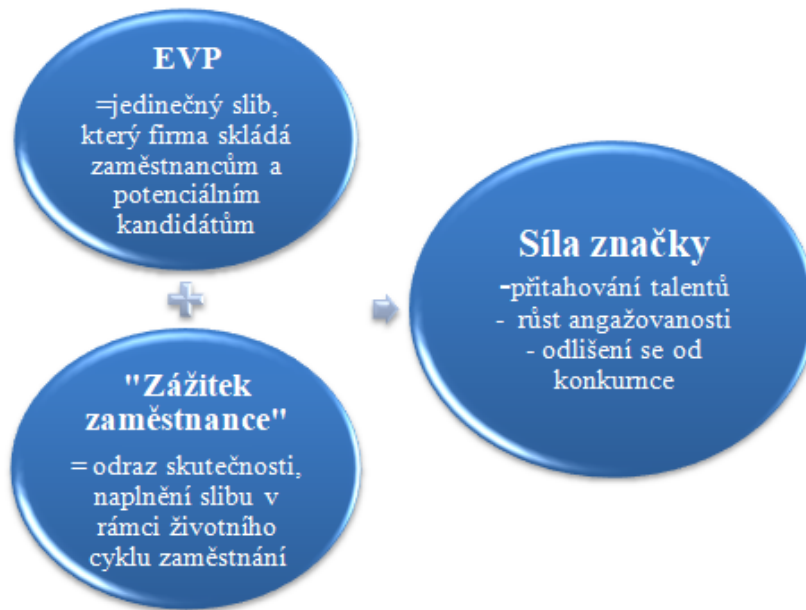 EVP
=jedinečný slib,
který firma skládá
zaměstnancům a
potenciálním
kandidátům
"Zážitek
zaměstnance"
= odraz skutečnosti,
naplnění slibu v
rámci životního
cyklu zaměstnání
Síla značky
-přitahování talentů
- růst angažovanosti
- odlišení se od
konkurnce